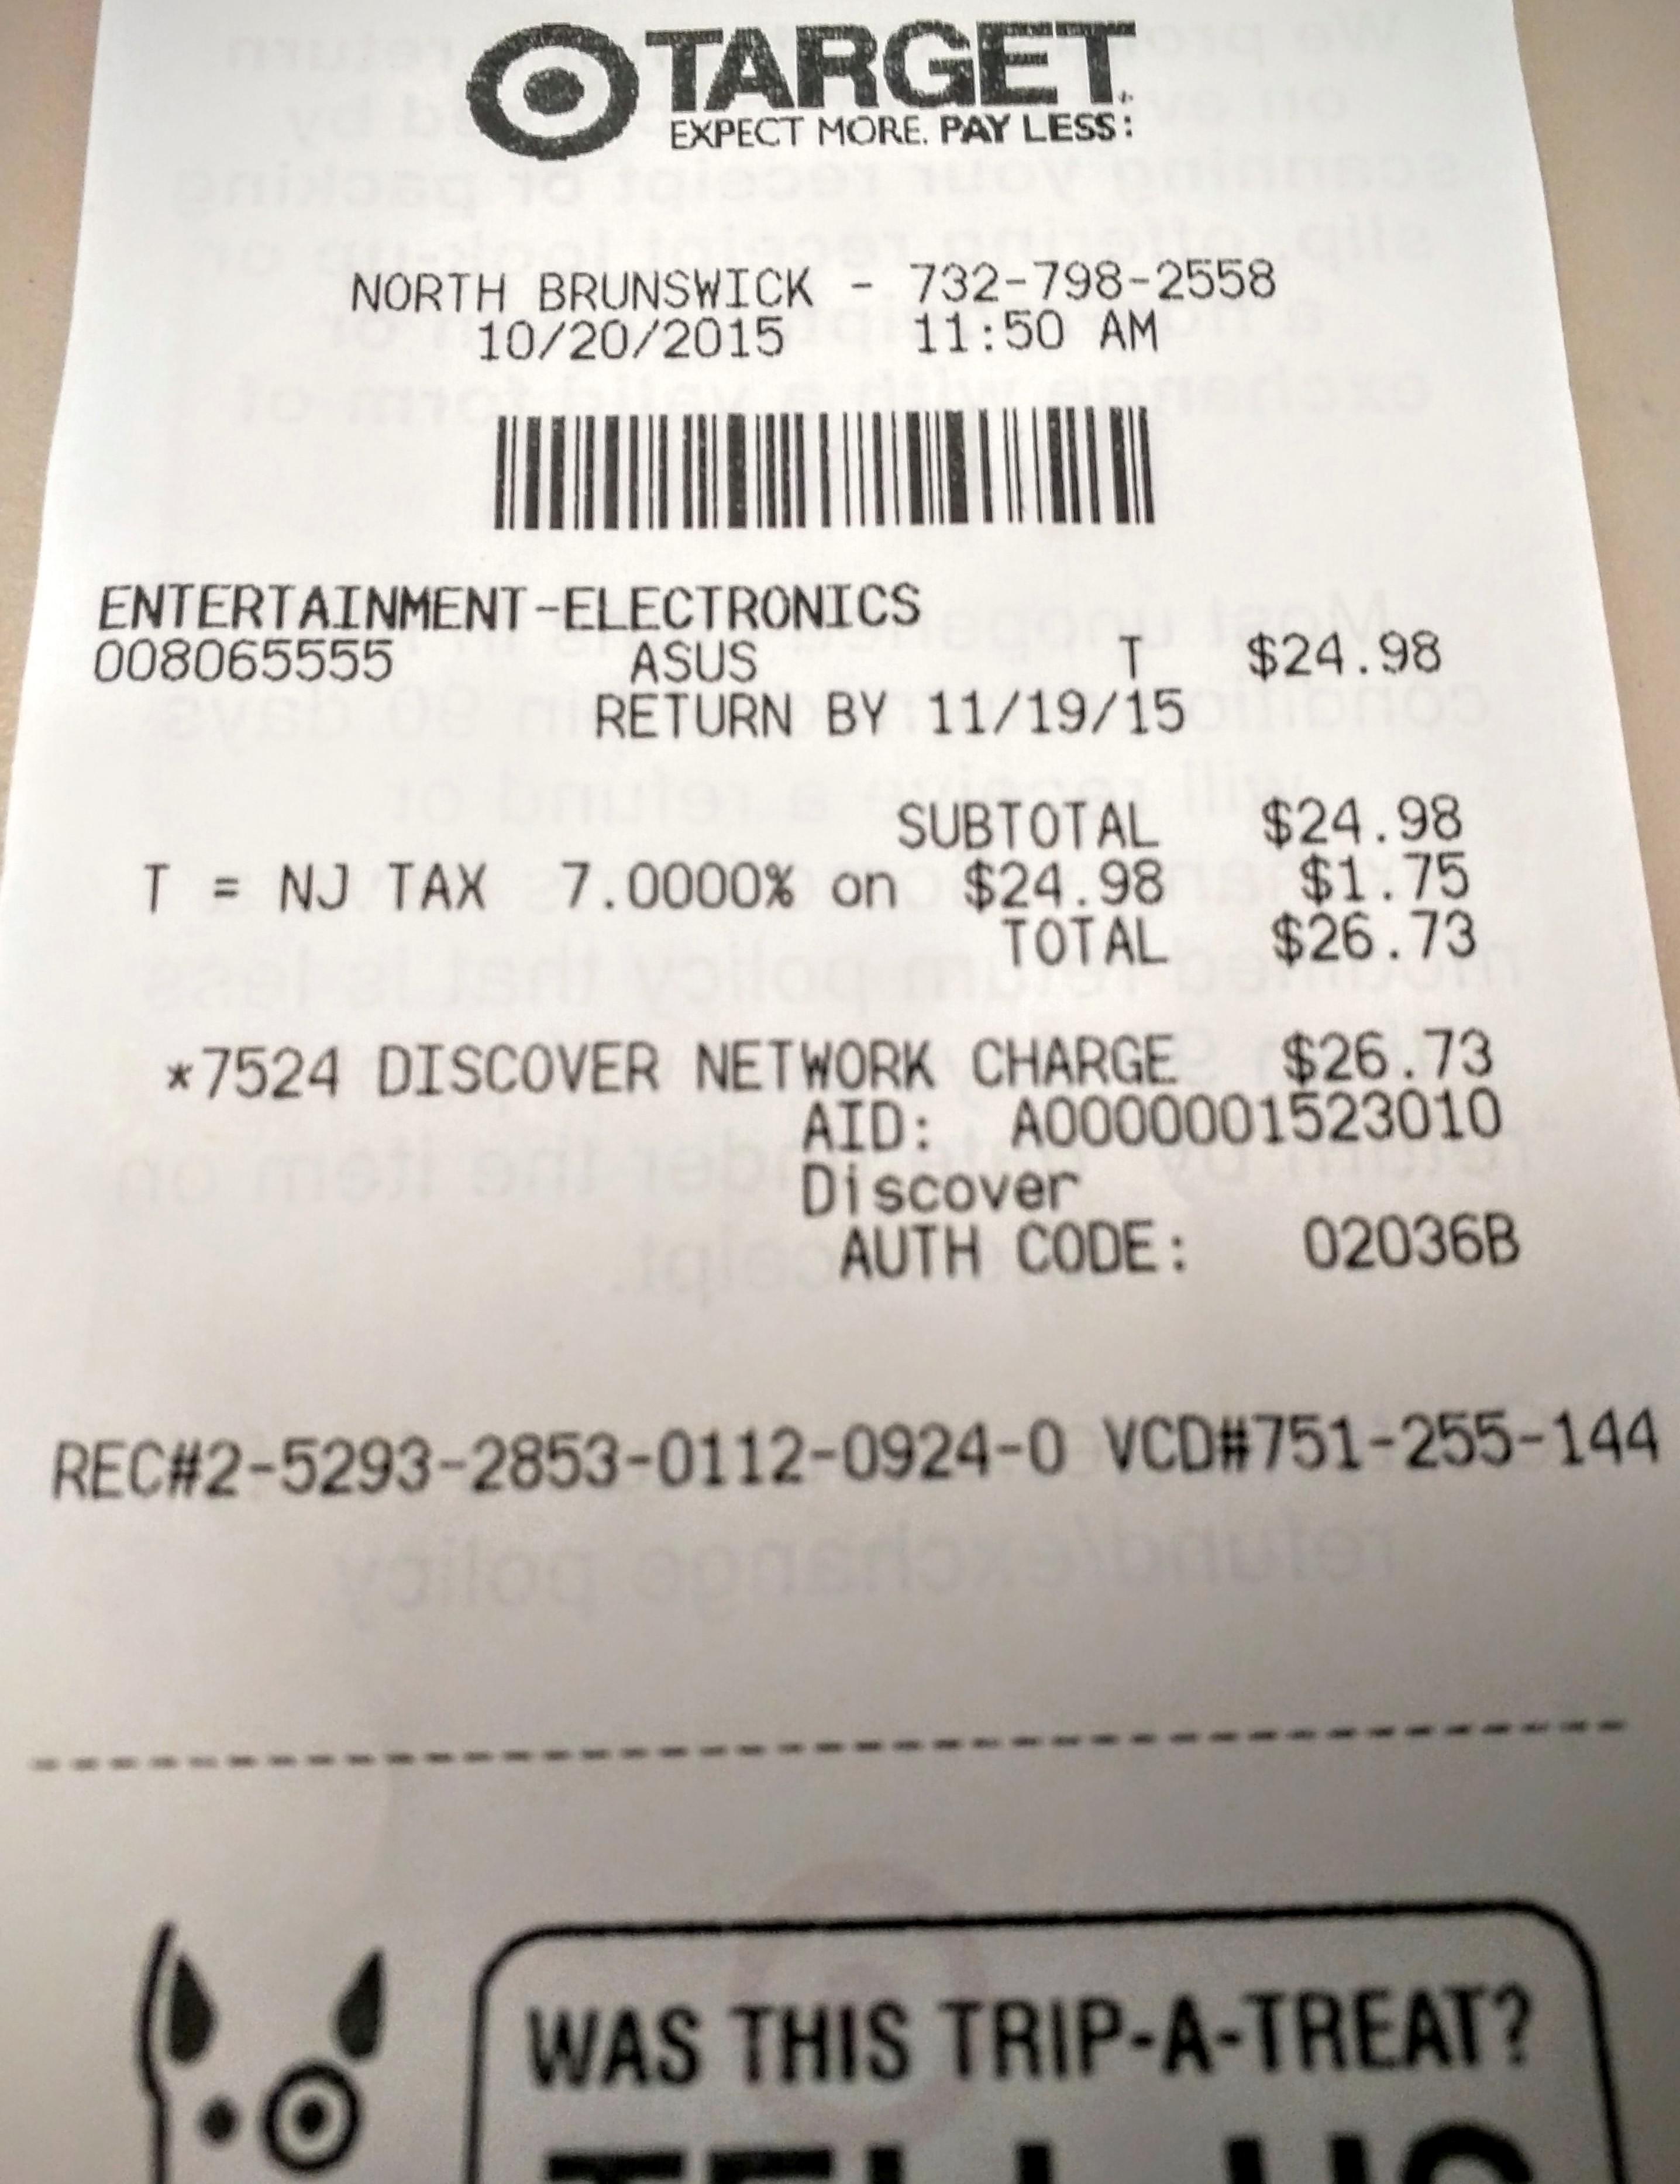 TARGET
EXPECT MORE. PAY LESS.
NORTH BRUNSWICK - 732-798-2558
10/20/2015 11:50 AM
ENTERTAINMENT-ELECTRONICS
008065555 ASUS T $24.98
RETURN BY 11/19/15
SUBTOTAL $24.98
T = NJ TAX 7.0000% on $24.98 $1.75
TOTAL $26.73
*7524 DISCOVER NETWORK CHARGE $26.73
AID: A0000001523010
Discover
AUTH CODE: 02036B
REC#2-5293-2853-0112-0924-0 VCD#751-255-144
WAS THIS TRIP-A-TREAT?